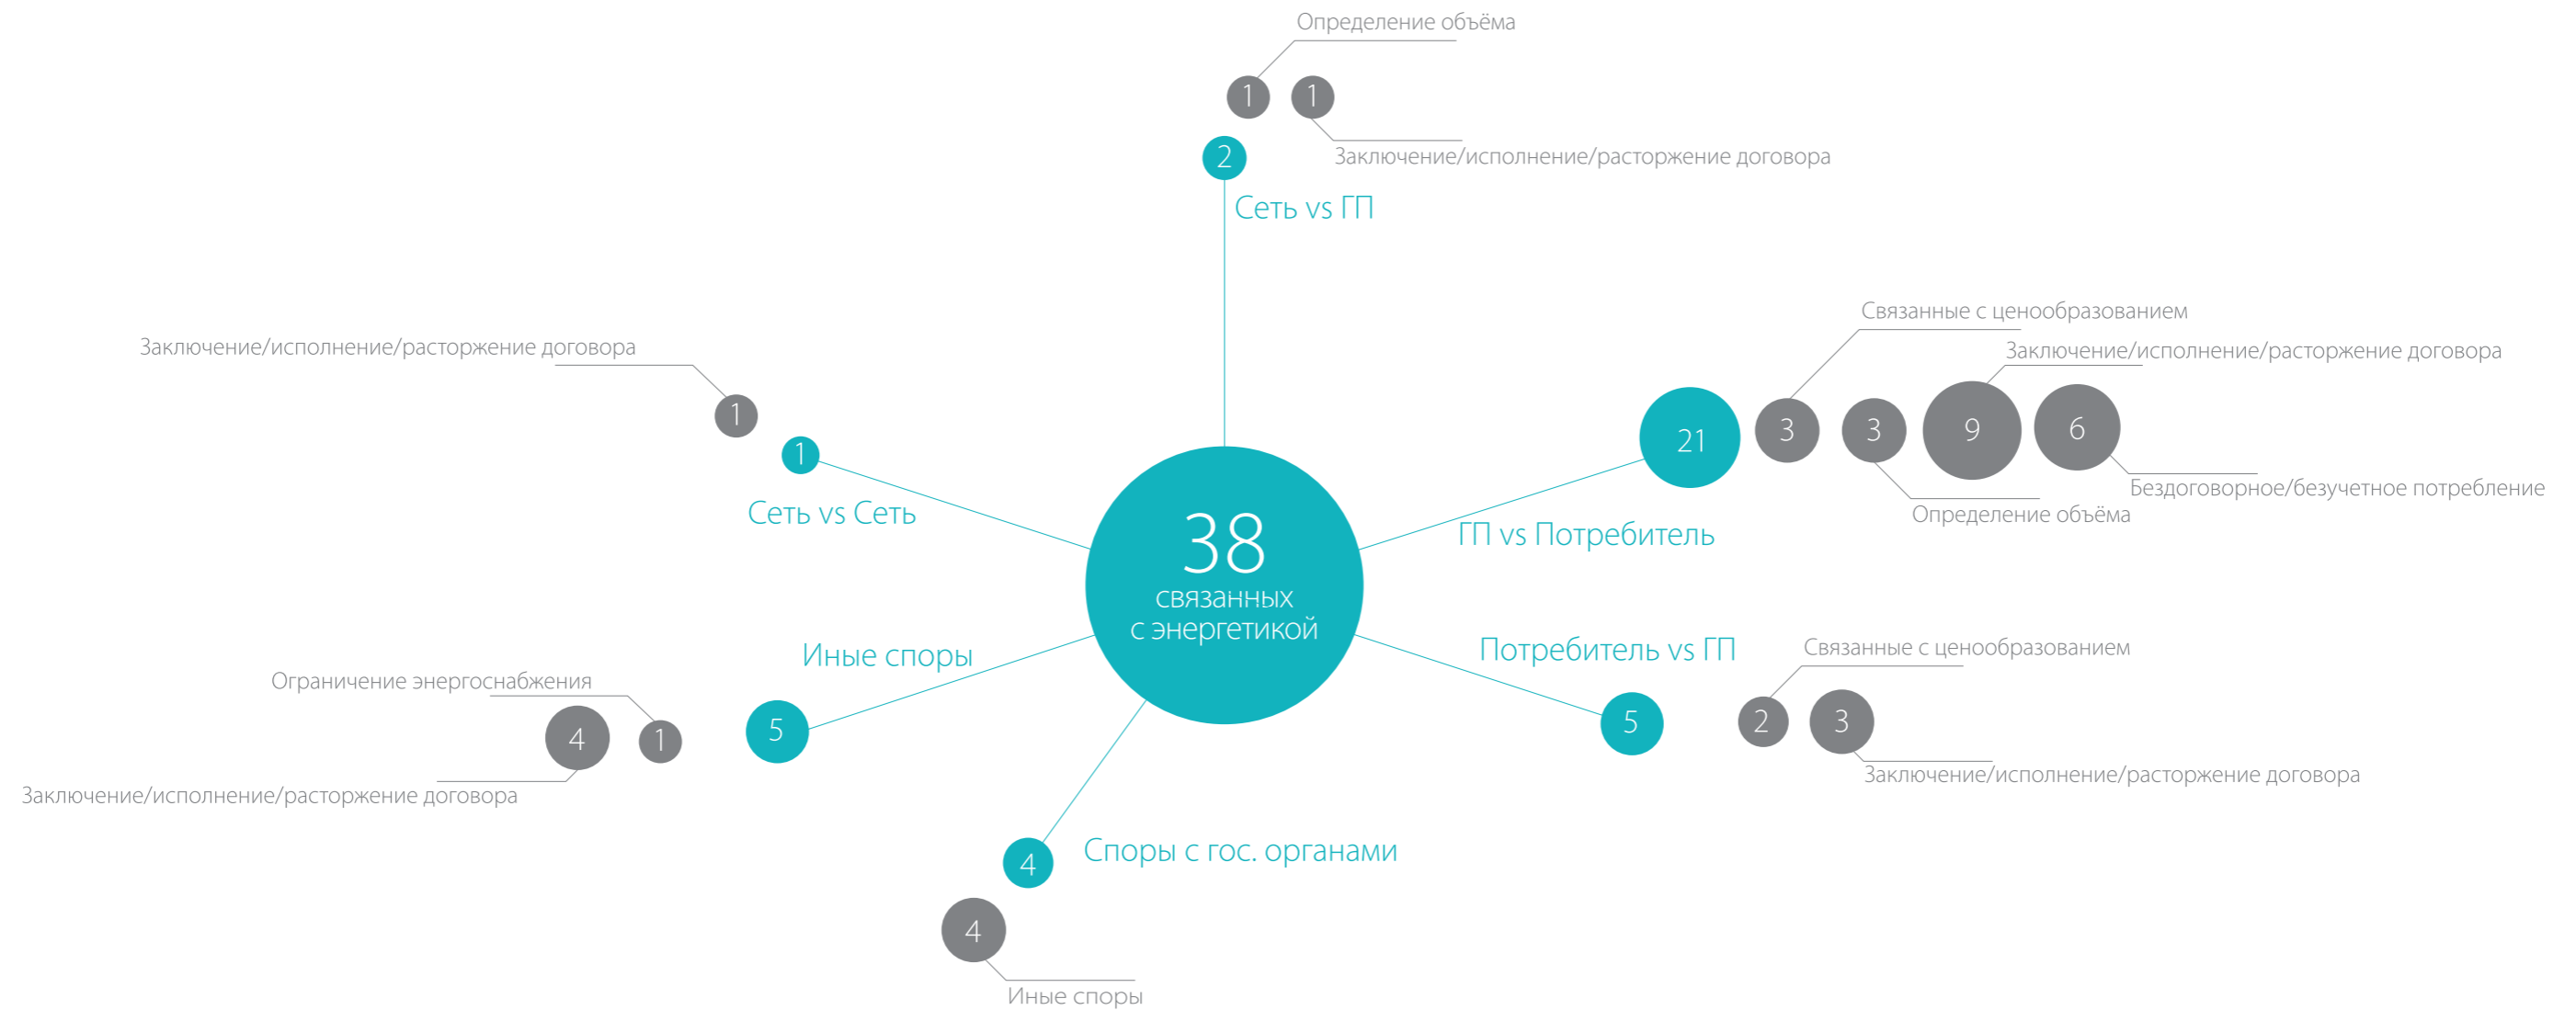 Определение объёма
1
1
Заключение/исполнение/расторжение договора
2
Сеть vs ГП
Связанные с ценообразованием
Заключение/исполнение/расторжение договора
21
3
3
9
6
Бездоговорное/безучетное потребление
Определение объёма
ГП vs Потребитель
Заключение/исполнение/расторжение договора
1
1
Сеть vs Сеть
38
связанных
с энергетикой
Иные споры
Ограничение энергоснабжения
4
1
5
Заключение/исполнение/расторжение договора
Потребитель vs ГП
Связанные с ценообразованием
5
2
3
Заключение/исполнение/расторжение договора
Споры с гос. органами
4
4
Иные споры